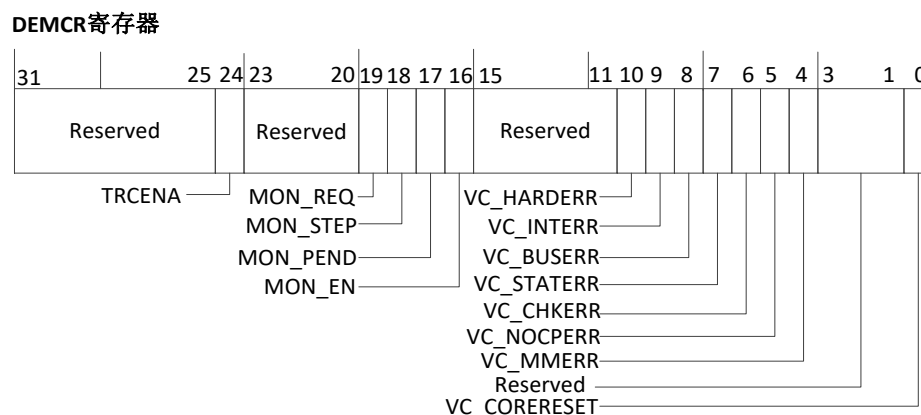 DEMCR寄存器
31 25 24 23 20 19 18 17 16 15 11 10 9 8 7 6 5 4 3 1 0
Reserved Reserved Reserved
TRCENA MON_REQ VC_HARDERR
MON_STEP VC_INTERR
MON_PEND VC_BUSERR
MON_EN VC_STATERR
VC_CHKERR
VC_NOCPERR
VC_MMERR
Reserved
VC_CORERESET